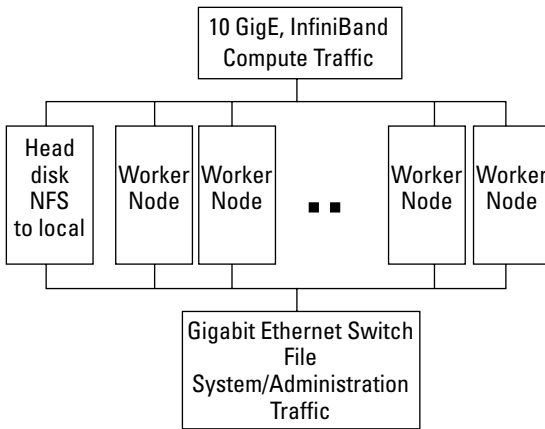 10 GigE, InfiniBand
Compute Traffic
Head
disk
NFS
to local
Worker
Node
Worker
Node
Worker
Node
Worker
Node
Gigabit Ethernet Switch
File
System/Administration
Traffic